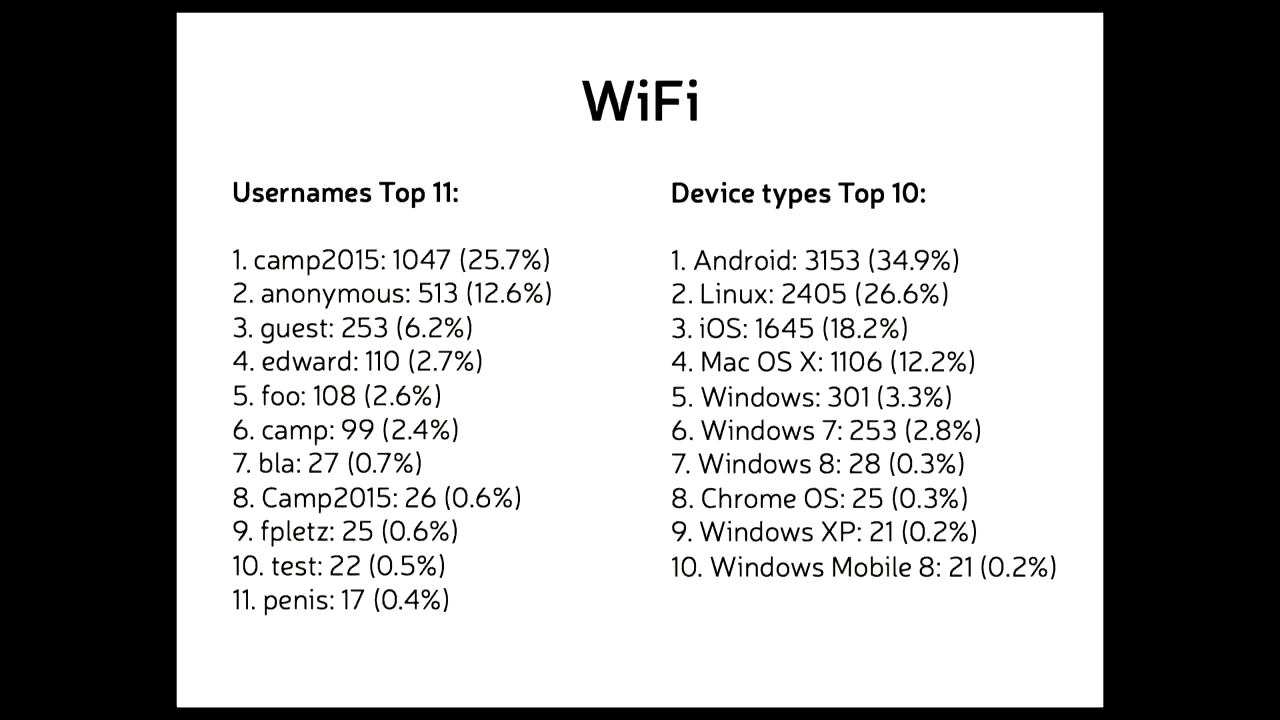 WiFi
Usernames Top 11:
1. camp2015: 1047 (25.7%)
2. anonymous: 513 (12.6%)
3. guest: 253 (6.2%)
4. edward: 110 (2.7%)
5. foo: 108 (2.6%)
6. camp: 99 (2.4%)
7. bla: 27 (0.7%)
8. Camp2015: 26 (0.6%)
9. fpletz: 25 (0.6%)
10. test: 22 (0.5%)
11. penis: 17 (0.4%)
Device types Top 10:
1. Android: 3153 (34.9%)
2. Linux: 2405 (26.6%)
3. iOS: 1645 (18.2%)
4. Mac OS X: 1106 (12.2%)
5. Windows: 301 (3.3%)
6. Windows 7: 253 (2.8%)
7. Windows 8: 28 (0.3%)
8. Chrome OS: 25 (0.3%)
9. Windows XP: 21 (0.2%)
10. Windows Mobile 8: 21 (0.2%)